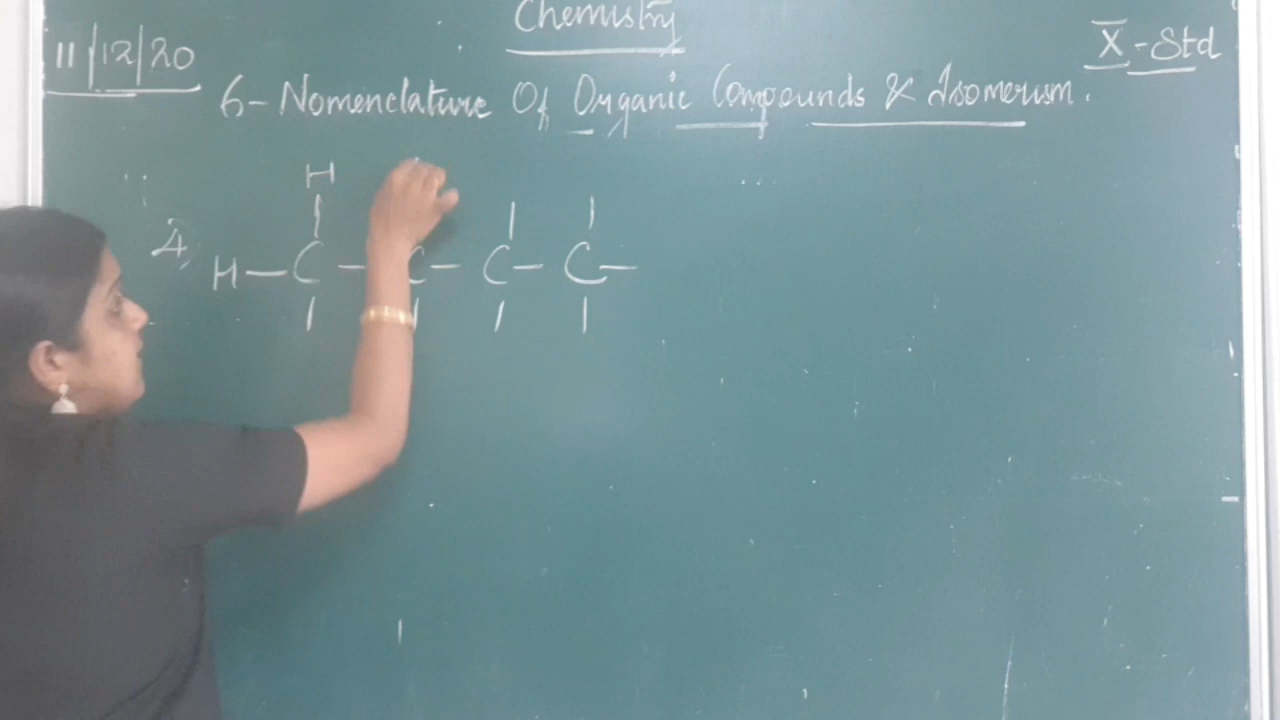 Chemistry
11/12/20
X - Std
6- Nomenclature Of Organic Compounds & Isomerism.
H
4,
H-C-C-C-C-